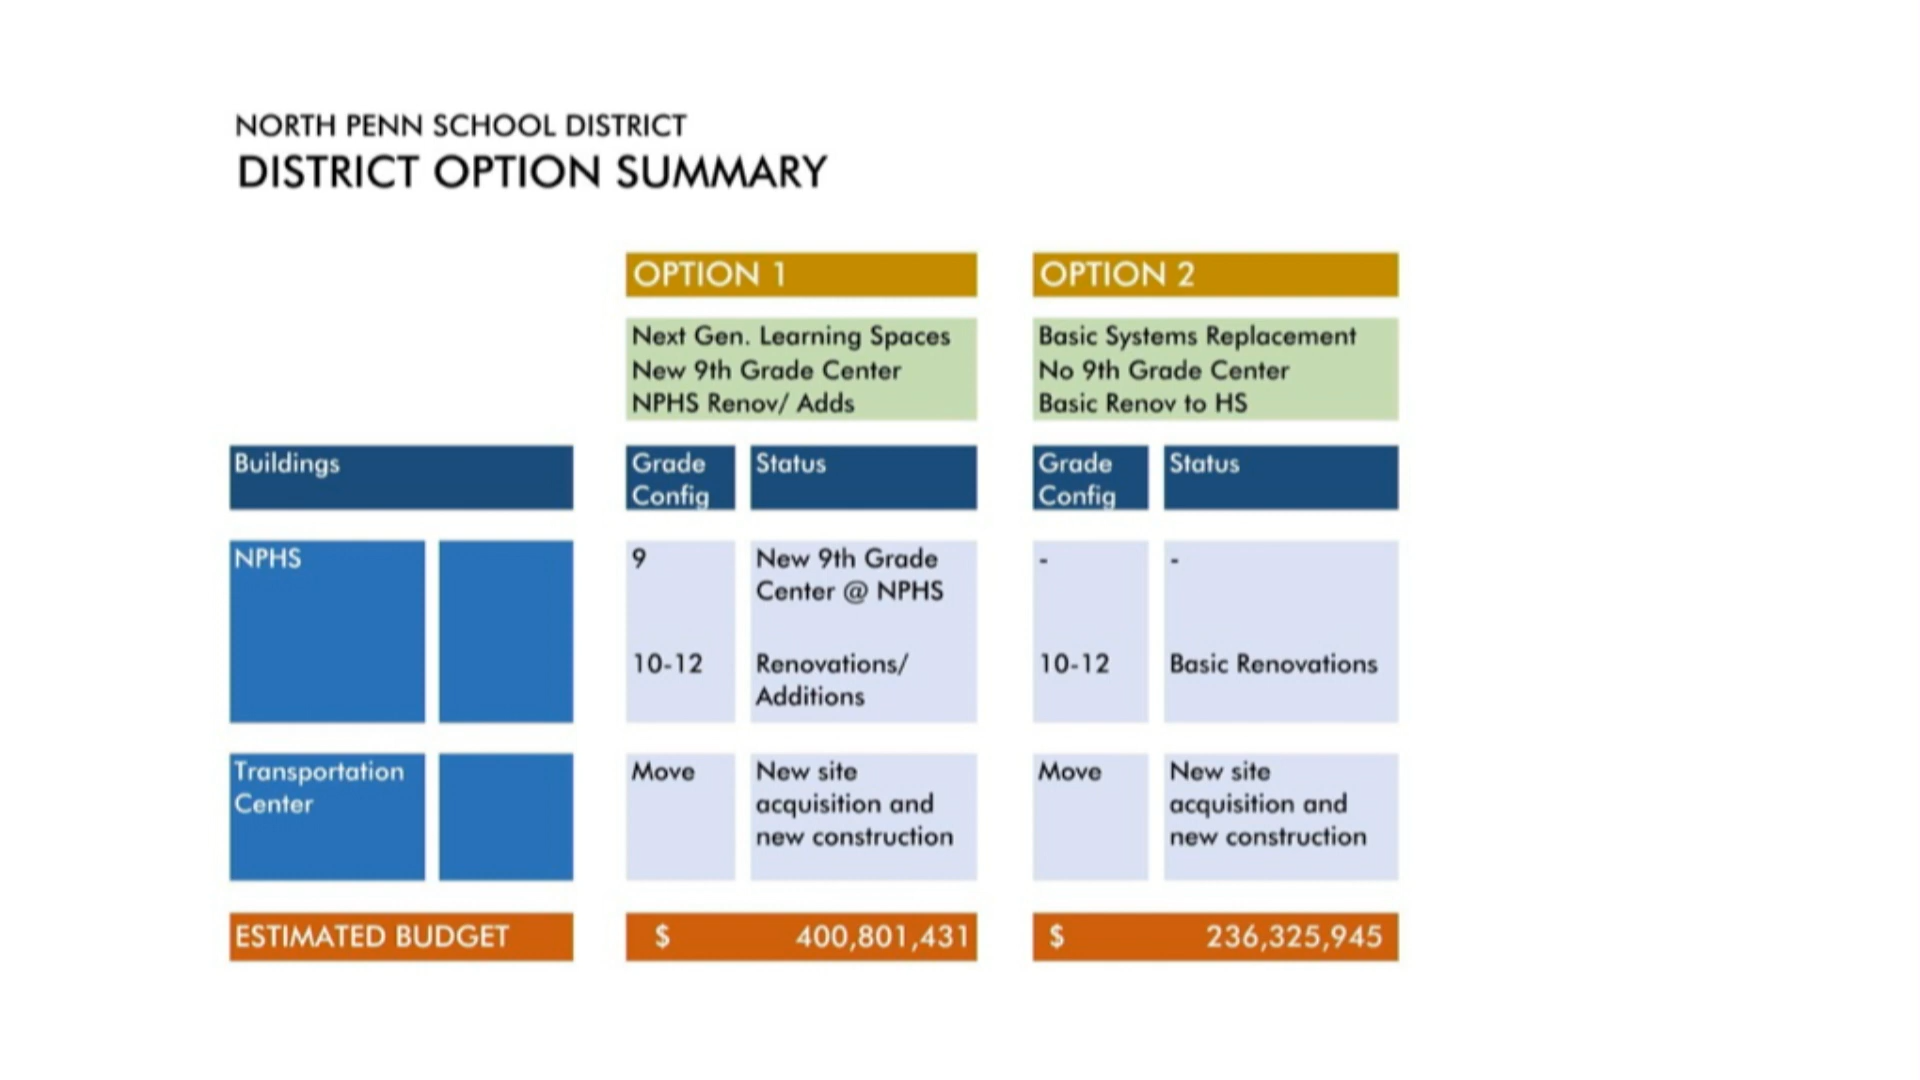 NORTH PENN SCHOOL DISTRICT
DISTRICT OPTION SUMMARY
OPTION 1
OPTION 2
Next Gen. Learning Spaces
New 9th Grade Center
NPHS Renov/ Adds
Basic Systems Replacement
No 9th Grade Center
Basic Renov to HS
Buildings
Grade
Config
Status
Grade
Config
Status
NPHS
9
New 9th Grade
Center @ NPHS
-
-
10-12
Renovations/
Additions
10-12
Basic Renovations
Transportation
Center
Move
New site
acquisition and
new construction
Move
New site
acquisition and
new construction
ESTIMATED BUDGET
$ 400,801,431
$ 236,325,945